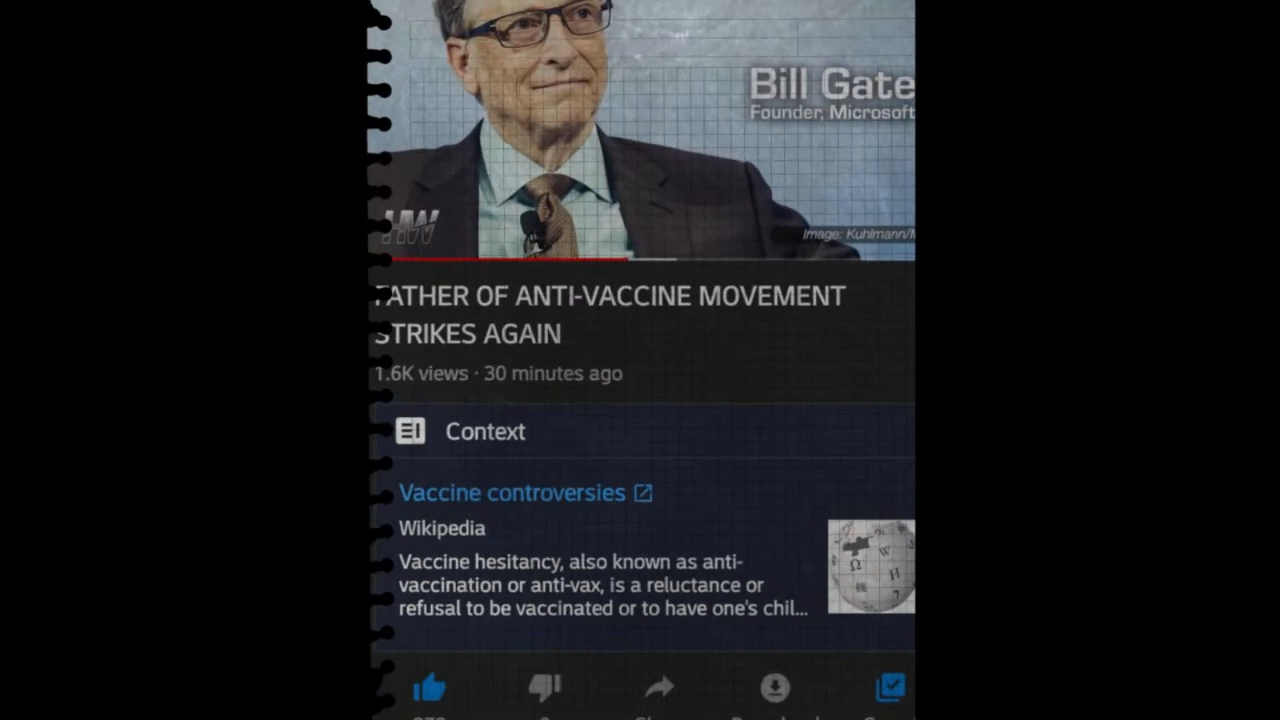 Bill Gate
Founder, Microsoft
HW
Image: Kuhlmann/M
FATHER OF ANTI-VACCINE MOVEMENT
STRIKES AGAIN
1.6K views · 30 minutes ago
Context
Vaccine controversies
Wikipedia
Vaccine hesitancy, also known as anti-
vaccination or anti-vax, is a reluctance or
refusal to be vaccinated or to have one's chil...